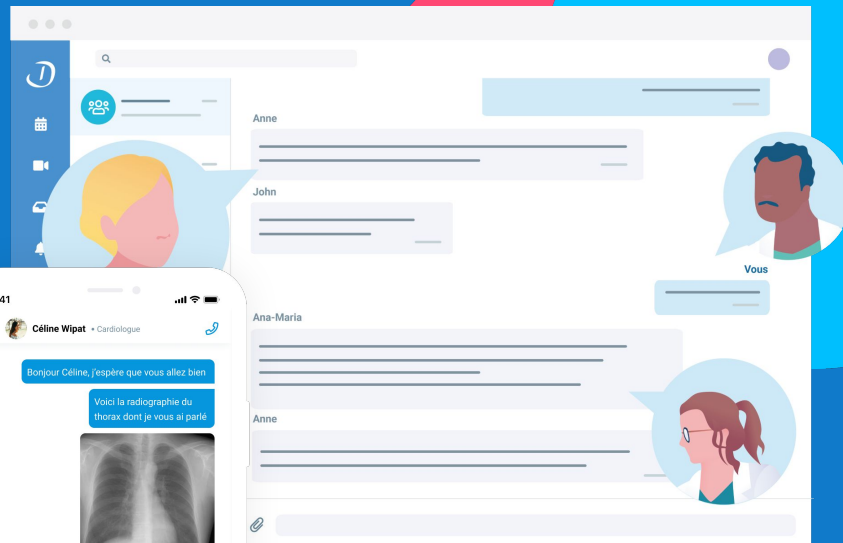 Anne
John
Vous
Ana-Maria
Anne
41
Céline Wipat • Cardiologue
Bonjour Céline, j'espère que vous allez bien
Voici la radiographie du
thorax dont je vous ai parlé